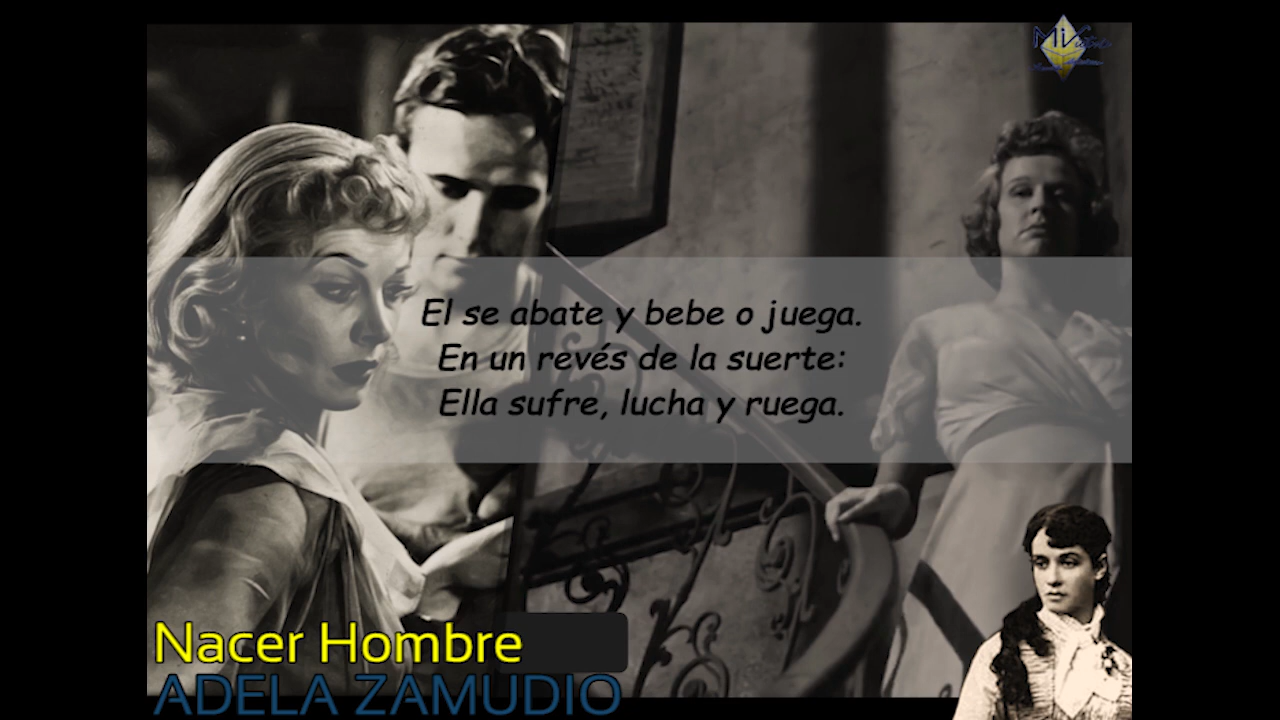 El se abate y bebe o juega.
En un revés de la suerte:
Ella sufre, lucha y ruega.
Nacer Hombre
ADELA ZAMUDIO